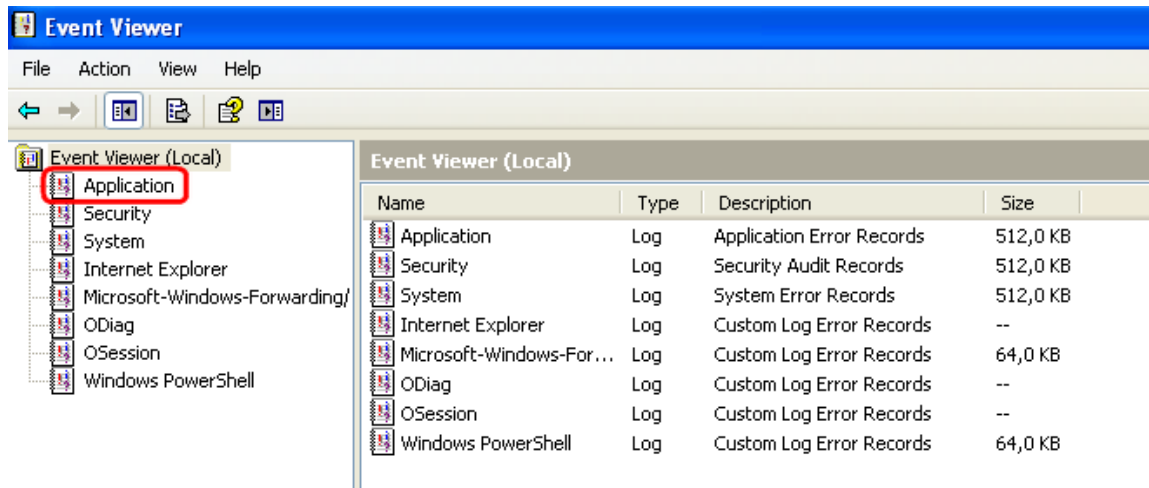 Event Viewer
File Action View Help
Event Viewer (Local)
Application
Security
System
Internet Explorer
Microsoft-Windows-Forwarding/
ODiag
OSession
Windows PowerShell
Event Viewer (Local)
Name Type Description Size
Application Log Application Error Records 512,0 KB
Security Log Security Audit Records 512,0 KB
System Log System Error Records 512,0 KB
Internet Explorer Log Custom Log Error Records --
Microsoft-Windows-For... Log Custom Log Error Records 64,0 KB
ODiag Log Custom Log Error Records --
OSession Log Custom Log Error Records --
Windows PowerShell Log Custom Log Error Records 64,0 KB